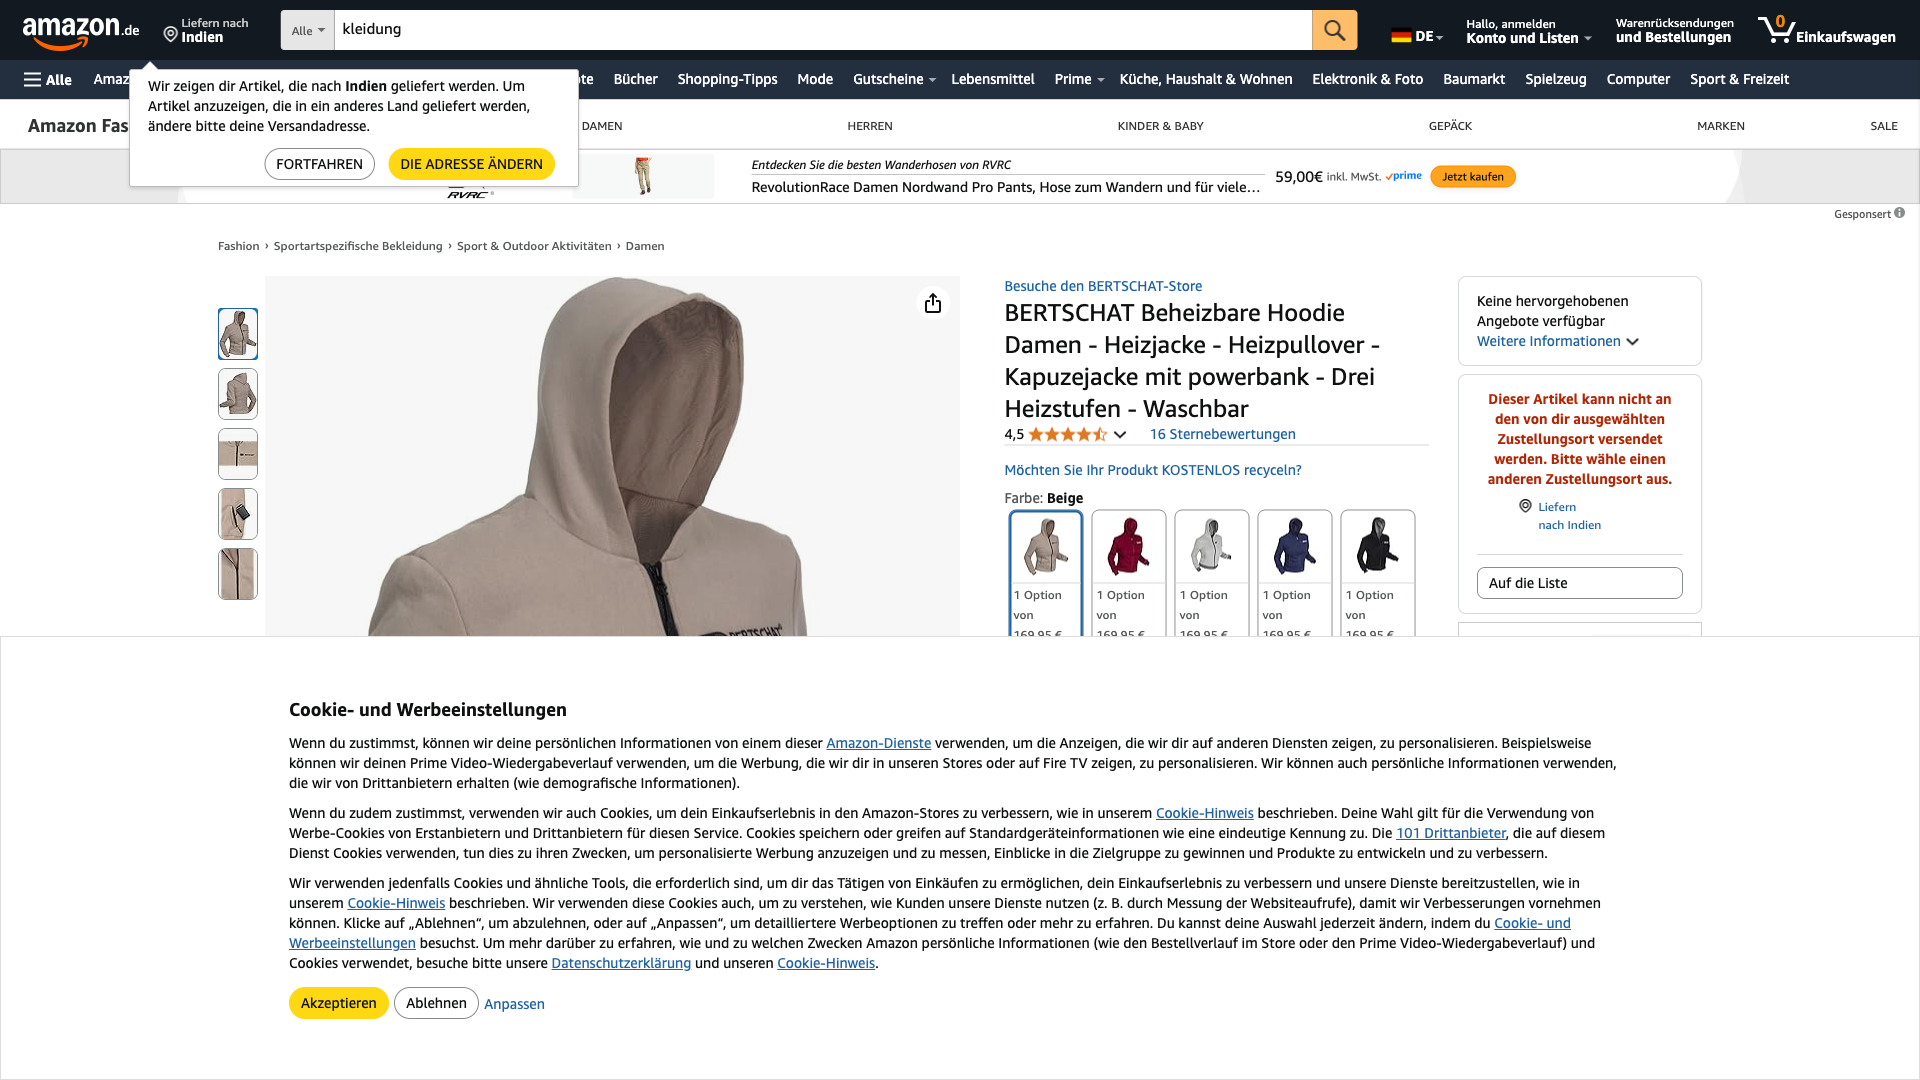 amazon.de
Liefern nach
Indien
Alle
kleidung
DE
Hallo, anmelden
Konto und Listen
Warenrücksendungen
und Bestellungen
0
Einkaufswagen
Alle
Bücher
Shopping-Tipps
Mode
Gutscheine
Lebensmittel
Prime
Küche, Haushalt & Wohnen
Elektronik & Foto
Baumarkt
Spielzeug
Computer
Sport & Freizeit
Wir zeigen dir Artikel, die nach Indien geliefert werden. Um
Artikel anzuzeigen, die in ein anderes Land geliefert werden,
ändere bitte deine Versandadresse.
FORTFAHREN
DIE ADRESSE ÄNDERN
Amazon Fas
DAMEN
HERREN
KINDER & BABY
GEPÄCK
MARKEN
SALE
RVRC
Entdecken Sie die besten Wanderhosen von RVRC
RevolutionRace Damen Nordwand Pro Pants, Hose zum Wandern und für viele…
59,00€ inkl. MwSt. prime
Jetzt kaufen
Gesponsert
Fashion › Sportartspezifische Bekleidung › Sport & Outdoor Aktivitäten › Damen
BERTSCHAT
Besuche den BERTSCHAT-Store
BERTSCHAT Beheizbare Hoodie
Damen - Heizjacke - Heizpullover -
Kapuzejacke mit powerbank - Drei
Heizstufen - Waschbar
4,5
16 Sternebewertungen
Möchten Sie Ihr Produkt KOSTENLOS recyceln?
Farbe: Beige
1 Option
von
169,95 €
1 Option
von
169,95 €
1 Option
von
169,95 €
1 Option
von
169,95 €
1 Option
von
169,95 €
Keine hervorgehobenen
Angebote verfügbar
Weitere Informationen
Dieser Artikel kann nicht an
den von dir ausgewählten
Zustellungsort versendet
werden. Bitte wähle einen
anderen Zustellungsort aus.
Liefern
nach Indien
Auf die Liste
Cookie- und Werbeeinstellungen
Wenn du zustimmst, können wir deine persönlichen Informationen von einem dieser Amazon-Dienste verwenden, um die Anzeigen, die wir dir auf anderen Diensten zeigen, zu personalisieren. Beispielsweise
können wir deinen Prime Video-Wiedergabeverlauf verwenden, um die Werbung, die wir dir in unseren Stores oder auf Fire TV zeigen, zu personalisieren. Wir können auch persönliche Informationen verwenden,
die wir von Drittanbietern erhalten (wie demografische Informationen).
Wenn du zudem zustimmst, verwenden wir auch Cookies, um dein Einkaufserlebnis in den Amazon-Stores zu verbessern, wie in unserem Cookie-Hinweis beschrieben. Deine Wahl gilt für die Verwendung von
Werbe-Cookies von Erstanbietern und Drittanbietern für diesen Service. Cookies speichern oder greifen auf Standardgeräteinformationen wie eine eindeutige Kennung zu. Die 101 Drittanbieter, die auf diesem
Dienst Cookies verwenden, tun dies zu ihren Zwecken, um personalisierte Werbung anzuzeigen und zu messen, Einblicke in die Zielgruppe zu gewinnen und Produkte zu entwickeln und zu verbessern.
Wir verwenden jedenfalls Cookies und ähnliche Tools, die erforderlich sind, um dir das Tätigen von Einkäufen zu ermöglichen, dein Einkaufserlebnis zu verbessern und unsere Dienste bereitzustellen, wie in
unserem Cookie-Hinweis beschrieben. Wir verwenden diese Cookies auch, um zu verstehen, wie Kunden unsere Dienste nutzen (z. B. durch Messung der Websiteaufrufe), damit wir Verbesserungen vornehmen
können. Klicke auf „Ablehnen“, um abzulehnen, oder auf „Anpassen“, um detailliertere Werbeoptionen zu treffen oder mehr zu erfahren. Du kannst deine Auswahl jederzeit ändern, indem du Cookie- und
Werbeeinstellungen besuchst. Um mehr darüber zu erfahren, wie und zu welchen Zwecken Amazon persönliche Informationen (wie den Bestellverlauf im Store oder den Prime Video-Wiedergabeverlauf) und
Cookies verwendet, besuche bitte unsere Datenschutzerklärung und unseren Cookie-Hinweis.
Akzeptieren
Ablehnen
Anpassen